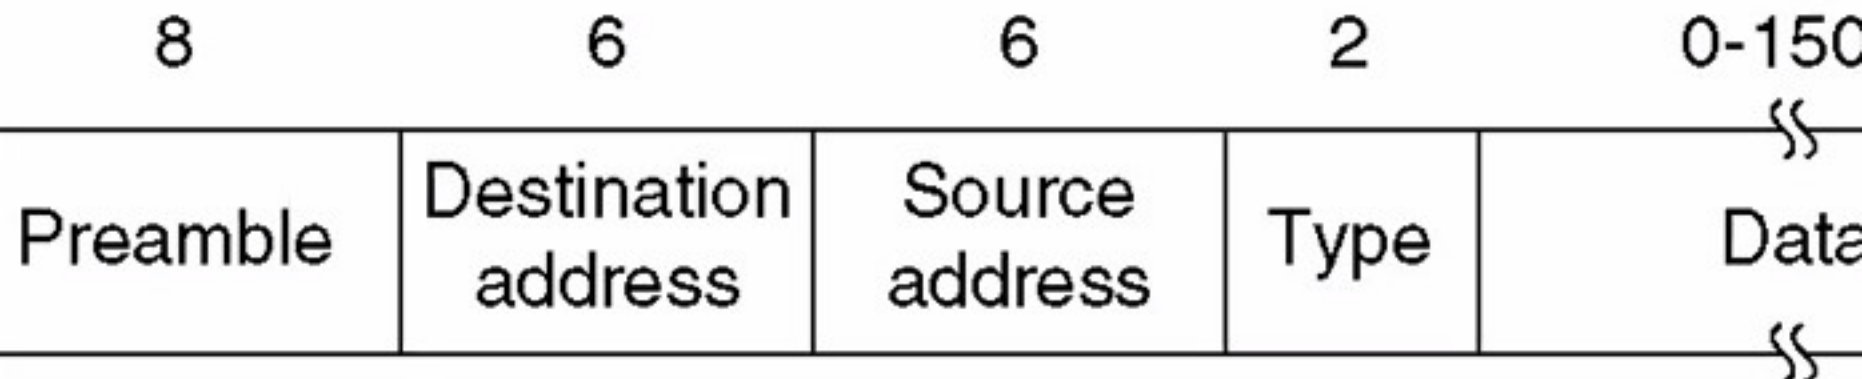 8 6 6 2 0-150
Preamble Destination address Source address Type Data